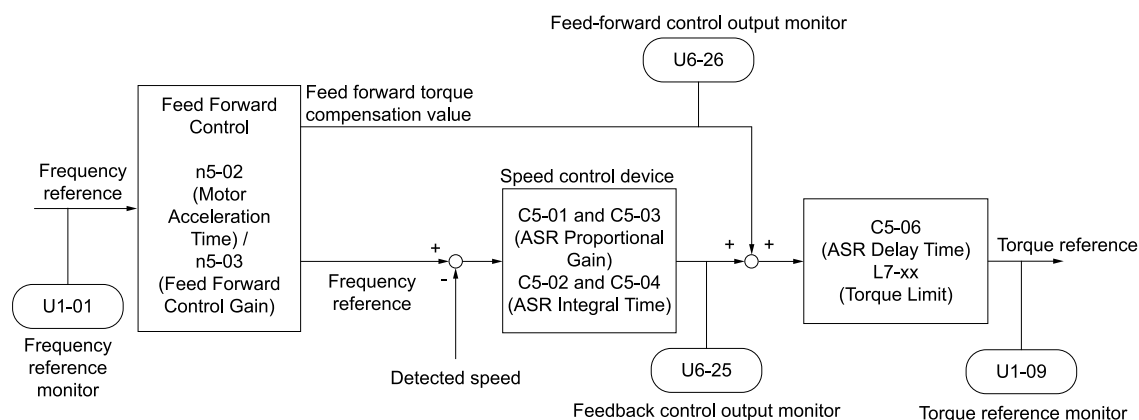 Feed-forward control output monitor
U6-26
Feed Forward
Control
n5-02
(Motor
Acceleration
Time) /
n5-03
(Feed Forward
Control Gain)
Feed forward torque
compensation value
Frequency
reference
U1-01
Frequency
reference
monitor
Frequency
reference
+
-
Detected speed
Speed control device
C5-01 and C5-03
(ASR Proportional
Gain)
C5-02 and C5-04
(ASR Integral Time)
+
+
U6-25
Feedback control output monitor
C5-06
(ASR Delay Time)
L7-xx
(Torque Limit)
Torque reference
U1-09
Torque reference monitor